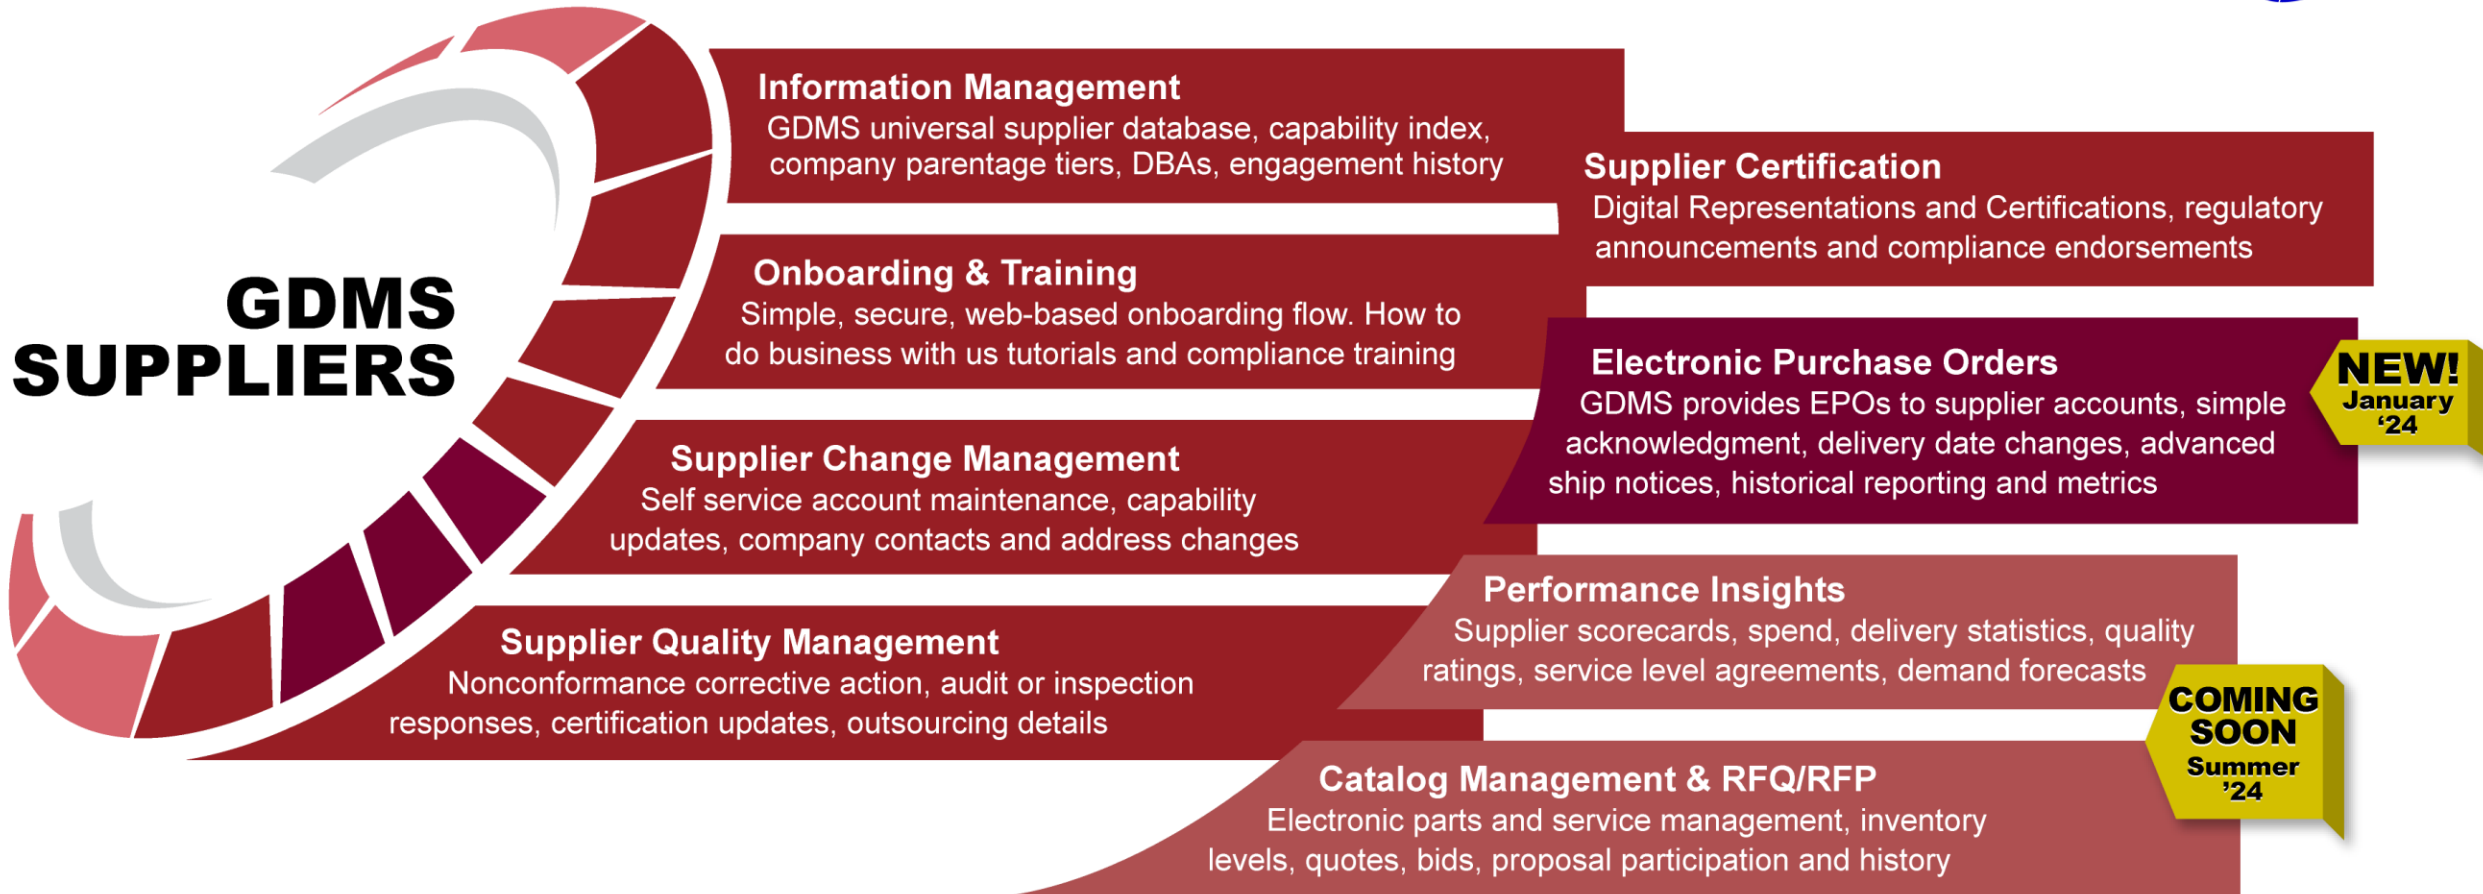 GDMS
SUPPLIERS
Information Management
GDMS universal supplier database, capability index,
company parentage tiers, DBAs, engagement history
Onboarding & Training
Simple, secure, web-based onboarding flow. How to
do business with us tutorials and compliance training
Supplier Change Management
Self service account maintenance, capability
updates, company contacts and address changes
Supplier Quality Management
Nonconformance corrective action, audit or inspection
responses, certification updates, outsourcing details
Supplier Certification
Digital Representations and Certifications, regulatory
announcements and compliance endorsements
Electronic Purchase Orders
GDMS provides EPOs to supplier accounts, simple
acknowledgment, delivery date changes, advanced
ship notices, historical reporting and metrics
NEW!
January
‘24
Performance Insights
Supplier scorecards, spend, delivery statistics, quality
ratings, service level agreements, demand forecasts
Catalog Management & RFQ/RFP
Electronic parts and service management, inventory
levels, quotes, bids, proposal participation and history
COMING
SOON
Summer
’24